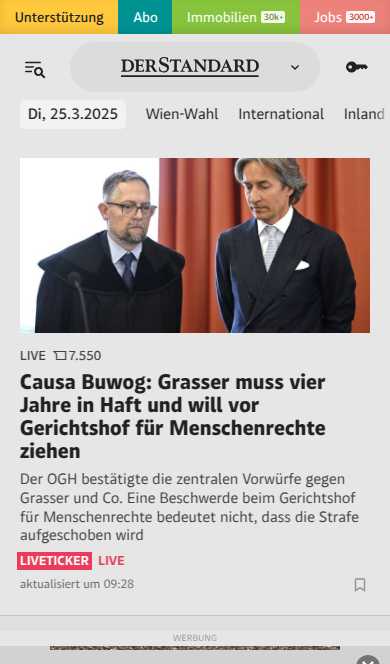 Unterstützung Abo Immobilien 30k+ Jobs 3000+
DERSTANDARD
Di, 25.3.2025 Wien-Wahl International Inland
LIVE 7.550
Causa Buwog: Grasser muss vier
Jahre in Haft und will vor
Gerichtshof für Menschenrechte
ziehen
Der OGH bestätigte die zentralen Vorwürfe gegen
Grasser und Co. Eine Beschwerde beim Gerichtshof
für Menschenrechte bedeutet nicht, dass die Strafe
aufgeschoben wird
LIVETICKER LIVE
aktualisiert um 09:28
WERBUNG